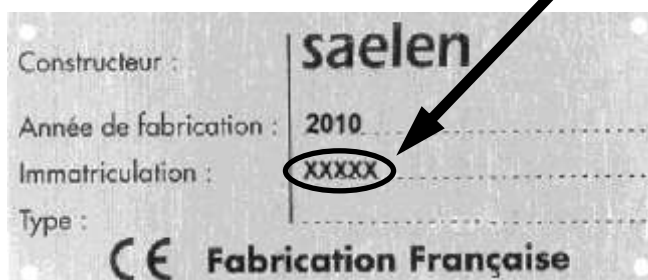 Constructeur : saelen
Année de fabrication : 2010
Immatriculation : XXXXX
Type :
CE Fabrication Française